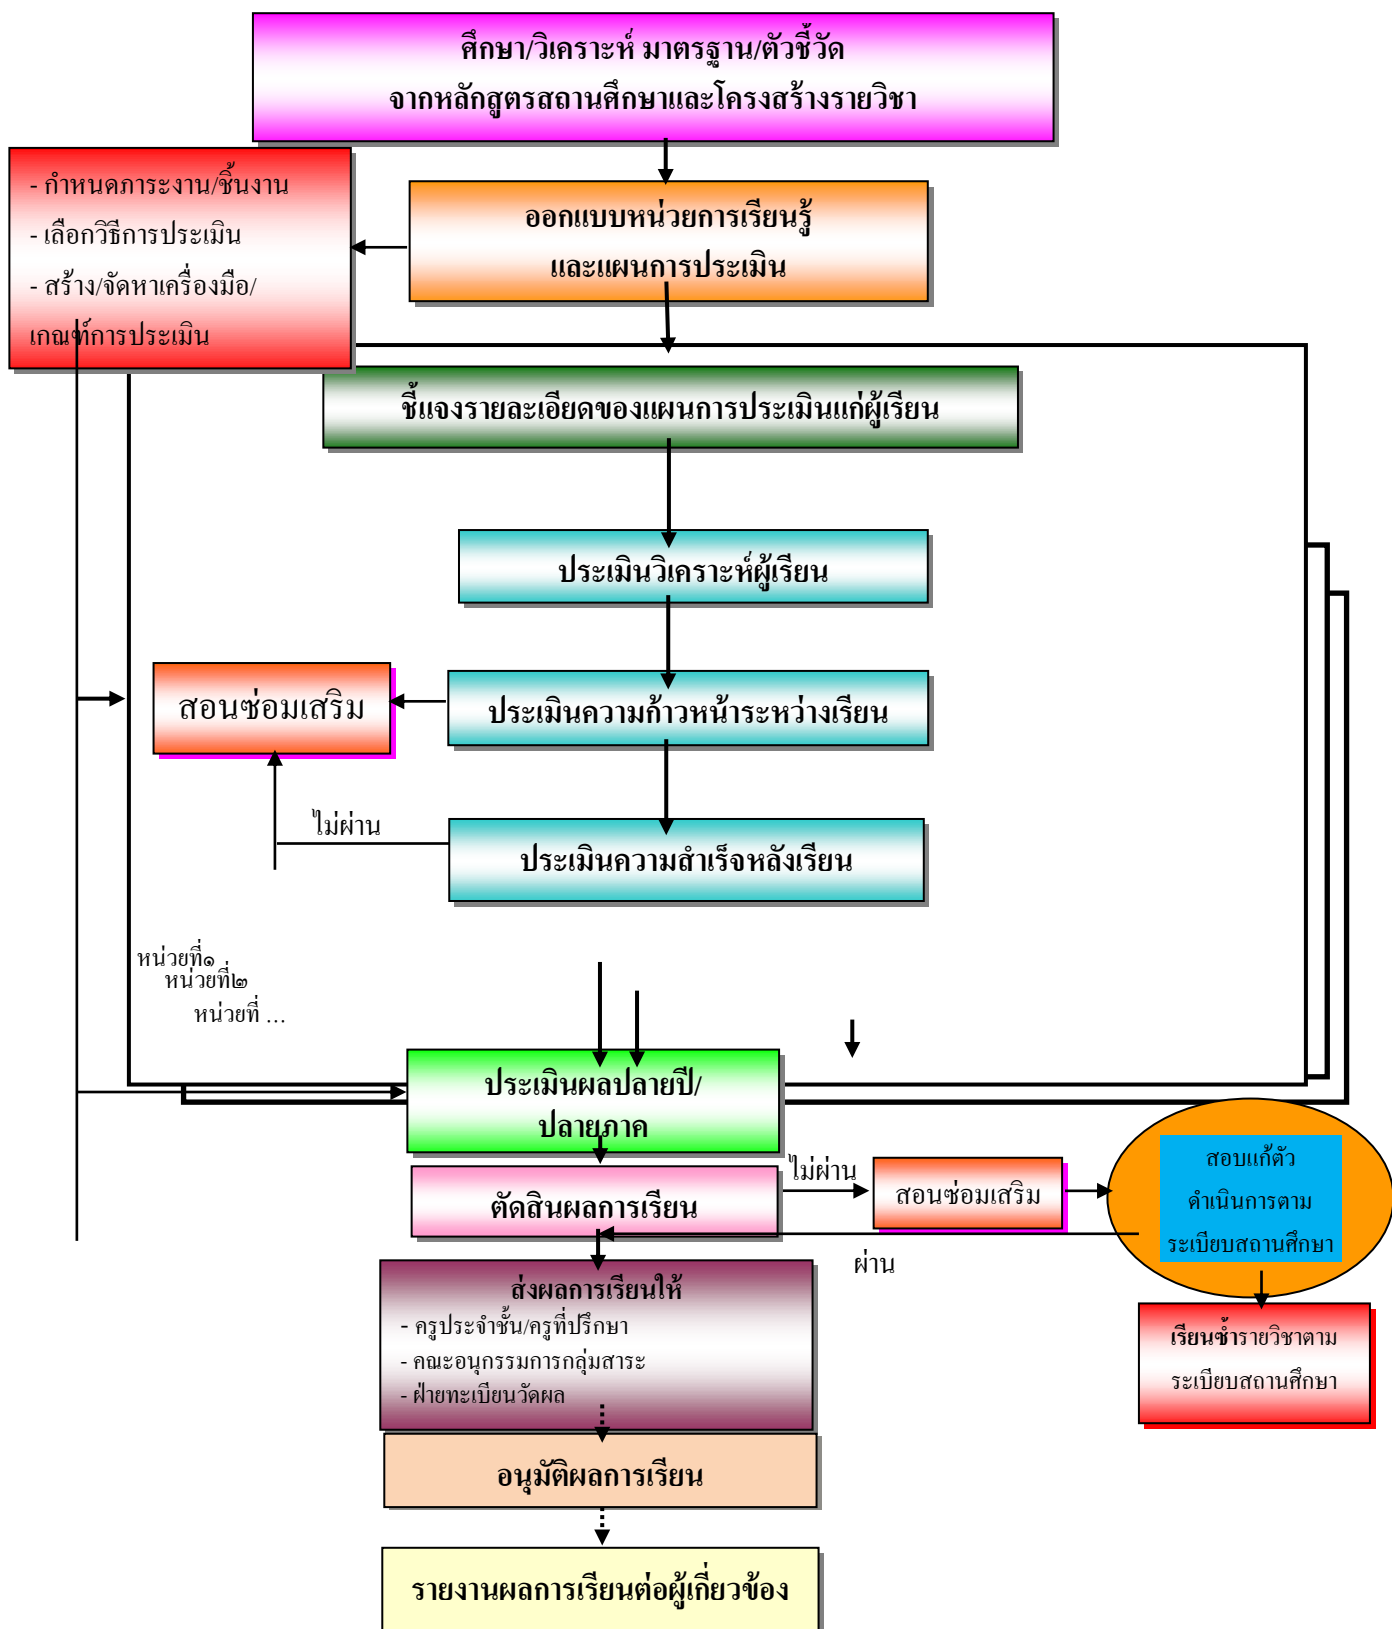 ศึกษา/วิเคราะห์ มาตรฐาน/ตัวชี้วัด
จากหลักสูตรสถานศึกษาและโครงสร้างรายวิชา
- กำหนดภาระงาน/ชิ้นงาน
- เลือกวิธีการประเมิน
- สร้าง/จัดหาเครื่องมือ/
เกณฑ์การประเมิน
ออกแบบหน่วยการเรียนรู้
และแผนการประเมิน
ชี้แจงรายละเอียดของแผนการประเมินแก่ผู้เรียน
ประเมินวิเคราะห์ผู้เรียน
สอนซ่อมเสริม
ประเมินความก้าวหน้าระหว่างเรียน
ไม่ผ่าน
ประเมินความสำเร็จหลังเรียน
หน่วยที่๑
หน่วยที่๒
หน่วยที่ ...
ประเมินผลปลายปี/
ปลายภาค
ตัดสินผลการเรียน
ไม่ผ่าน
สอนซ่อมเสริม
สอบแก้ตัว
ดำเนินการตาม
ระเบียบสถานศึกษา
ผ่าน
ส่งผลการเรียนให้
- ครูประจำชั้น/ครูที่ปรึกษา
- คณะอนุกรรมการกลุ่มสาระ
- ฝ่ายทะเบียนวัดผล
เรียนซ้ำรายวิชาตาม
ระเบียบสถานศึกษา
อนุมัติผลการเรียน
รายงานผลการเรียนต่อผู้เกี่ยวข้อง